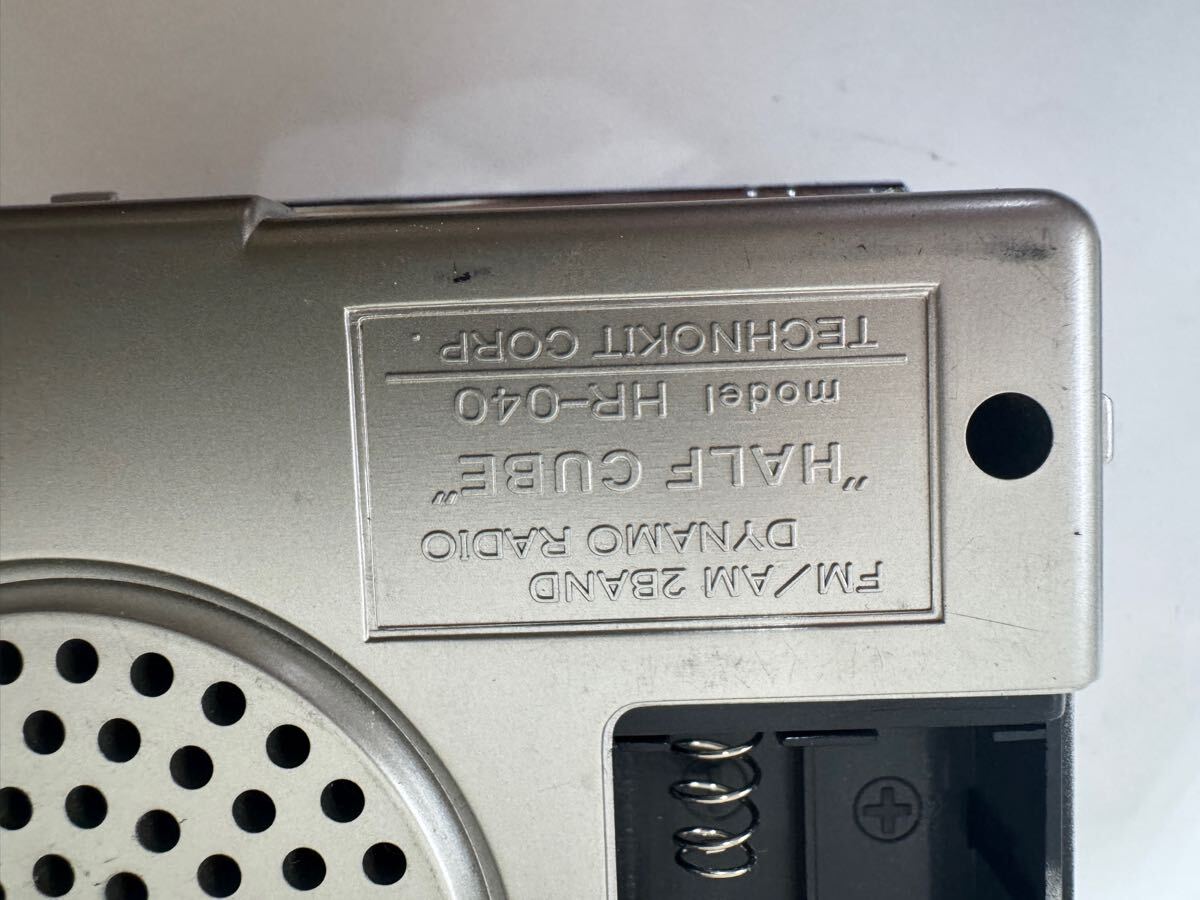 FM/AM 2BAND
DYNAMO RADIO
"HALF CUBE"
model HR-040
TECHNOKIT CORP.